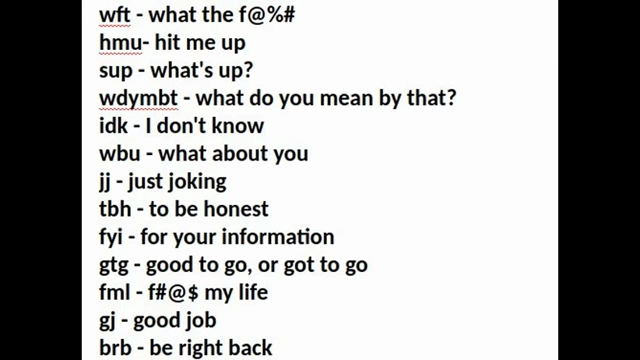 wft - what the f@%#
hmu- hit me up
sup - what's up?
wdymbt - what do you mean by that?
idk - I don't know
wbu - what about you
jj - just joking
tbh - to be honest
fyi - for your information
gtg - good to go, or got to go
fml - f#@$ my life
gj - good job
brb - be right back